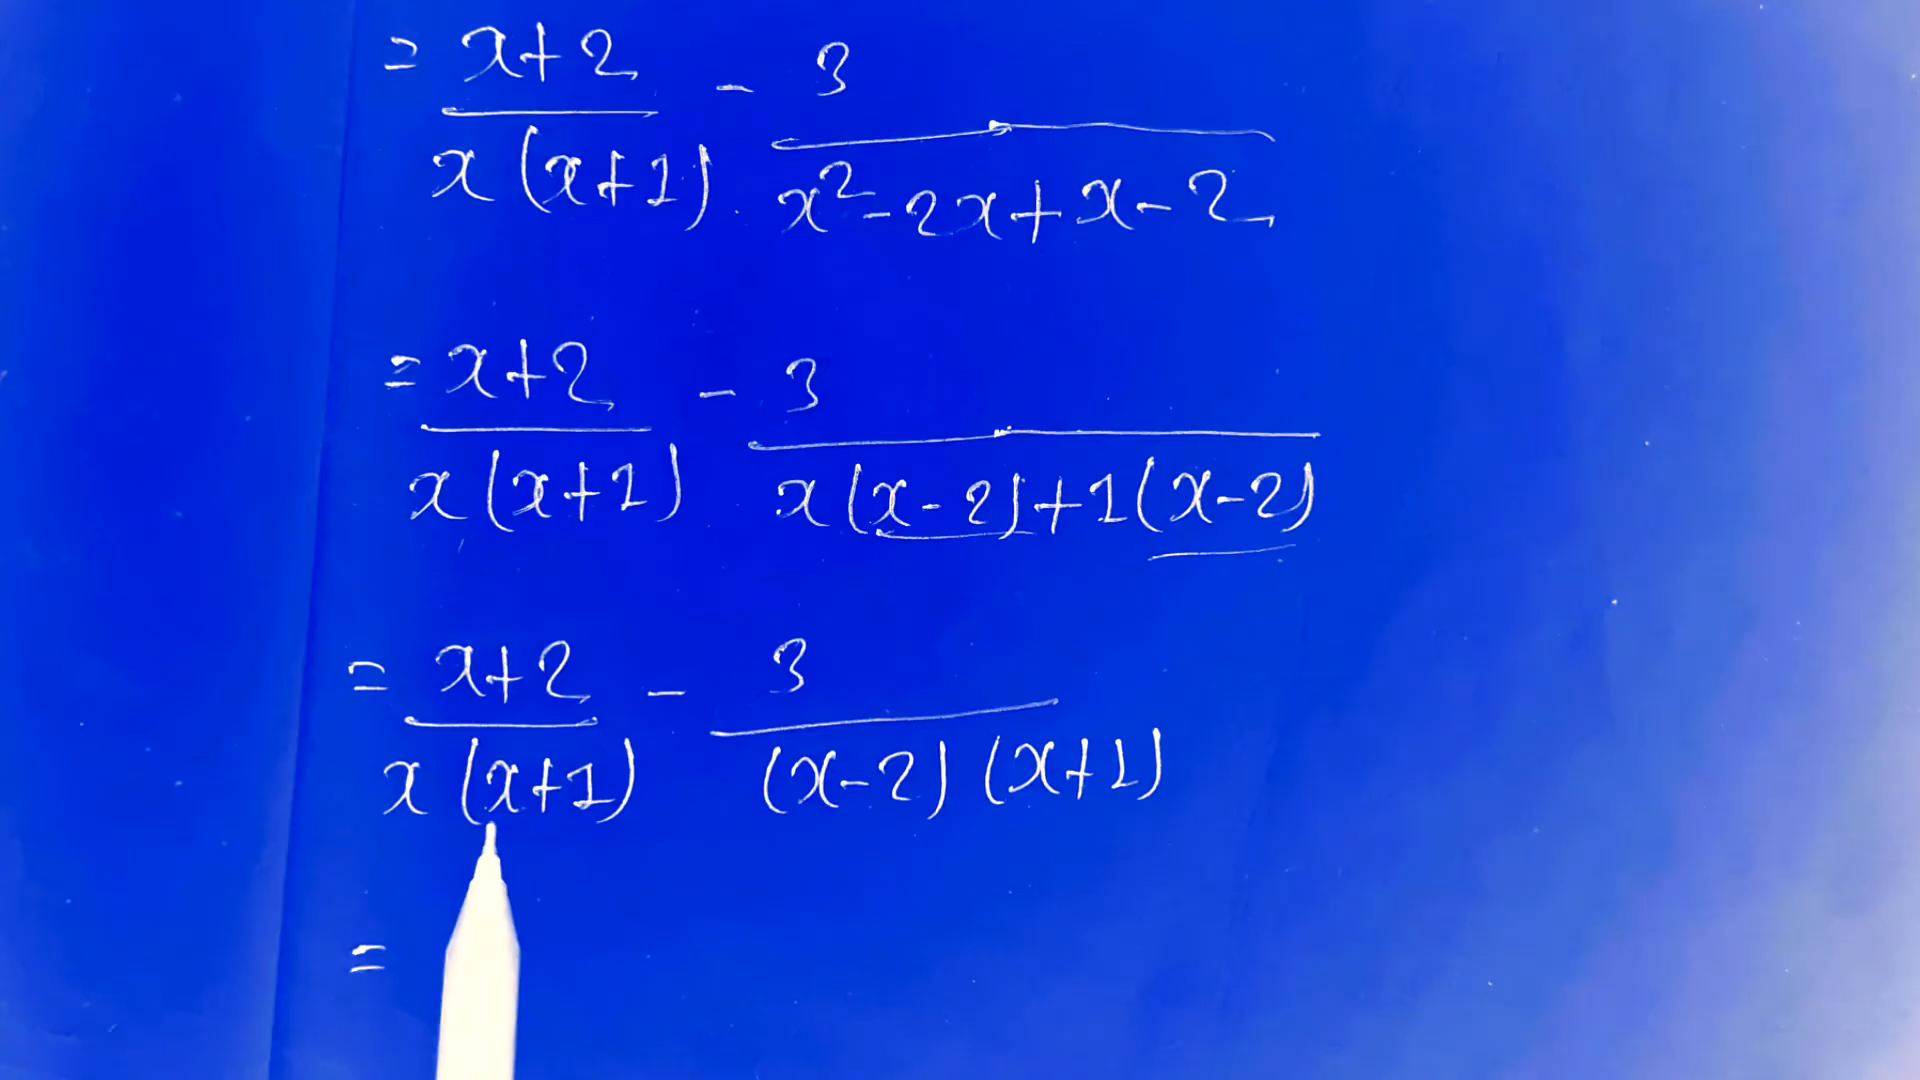 = x+2 - 3
x(x+1) x²-2x+x-2
= x+2 - 3
x(x+1) x(x-2)+1(x-2)
= x+2 - 3
x(x+1) (x-2)(x+1)
=